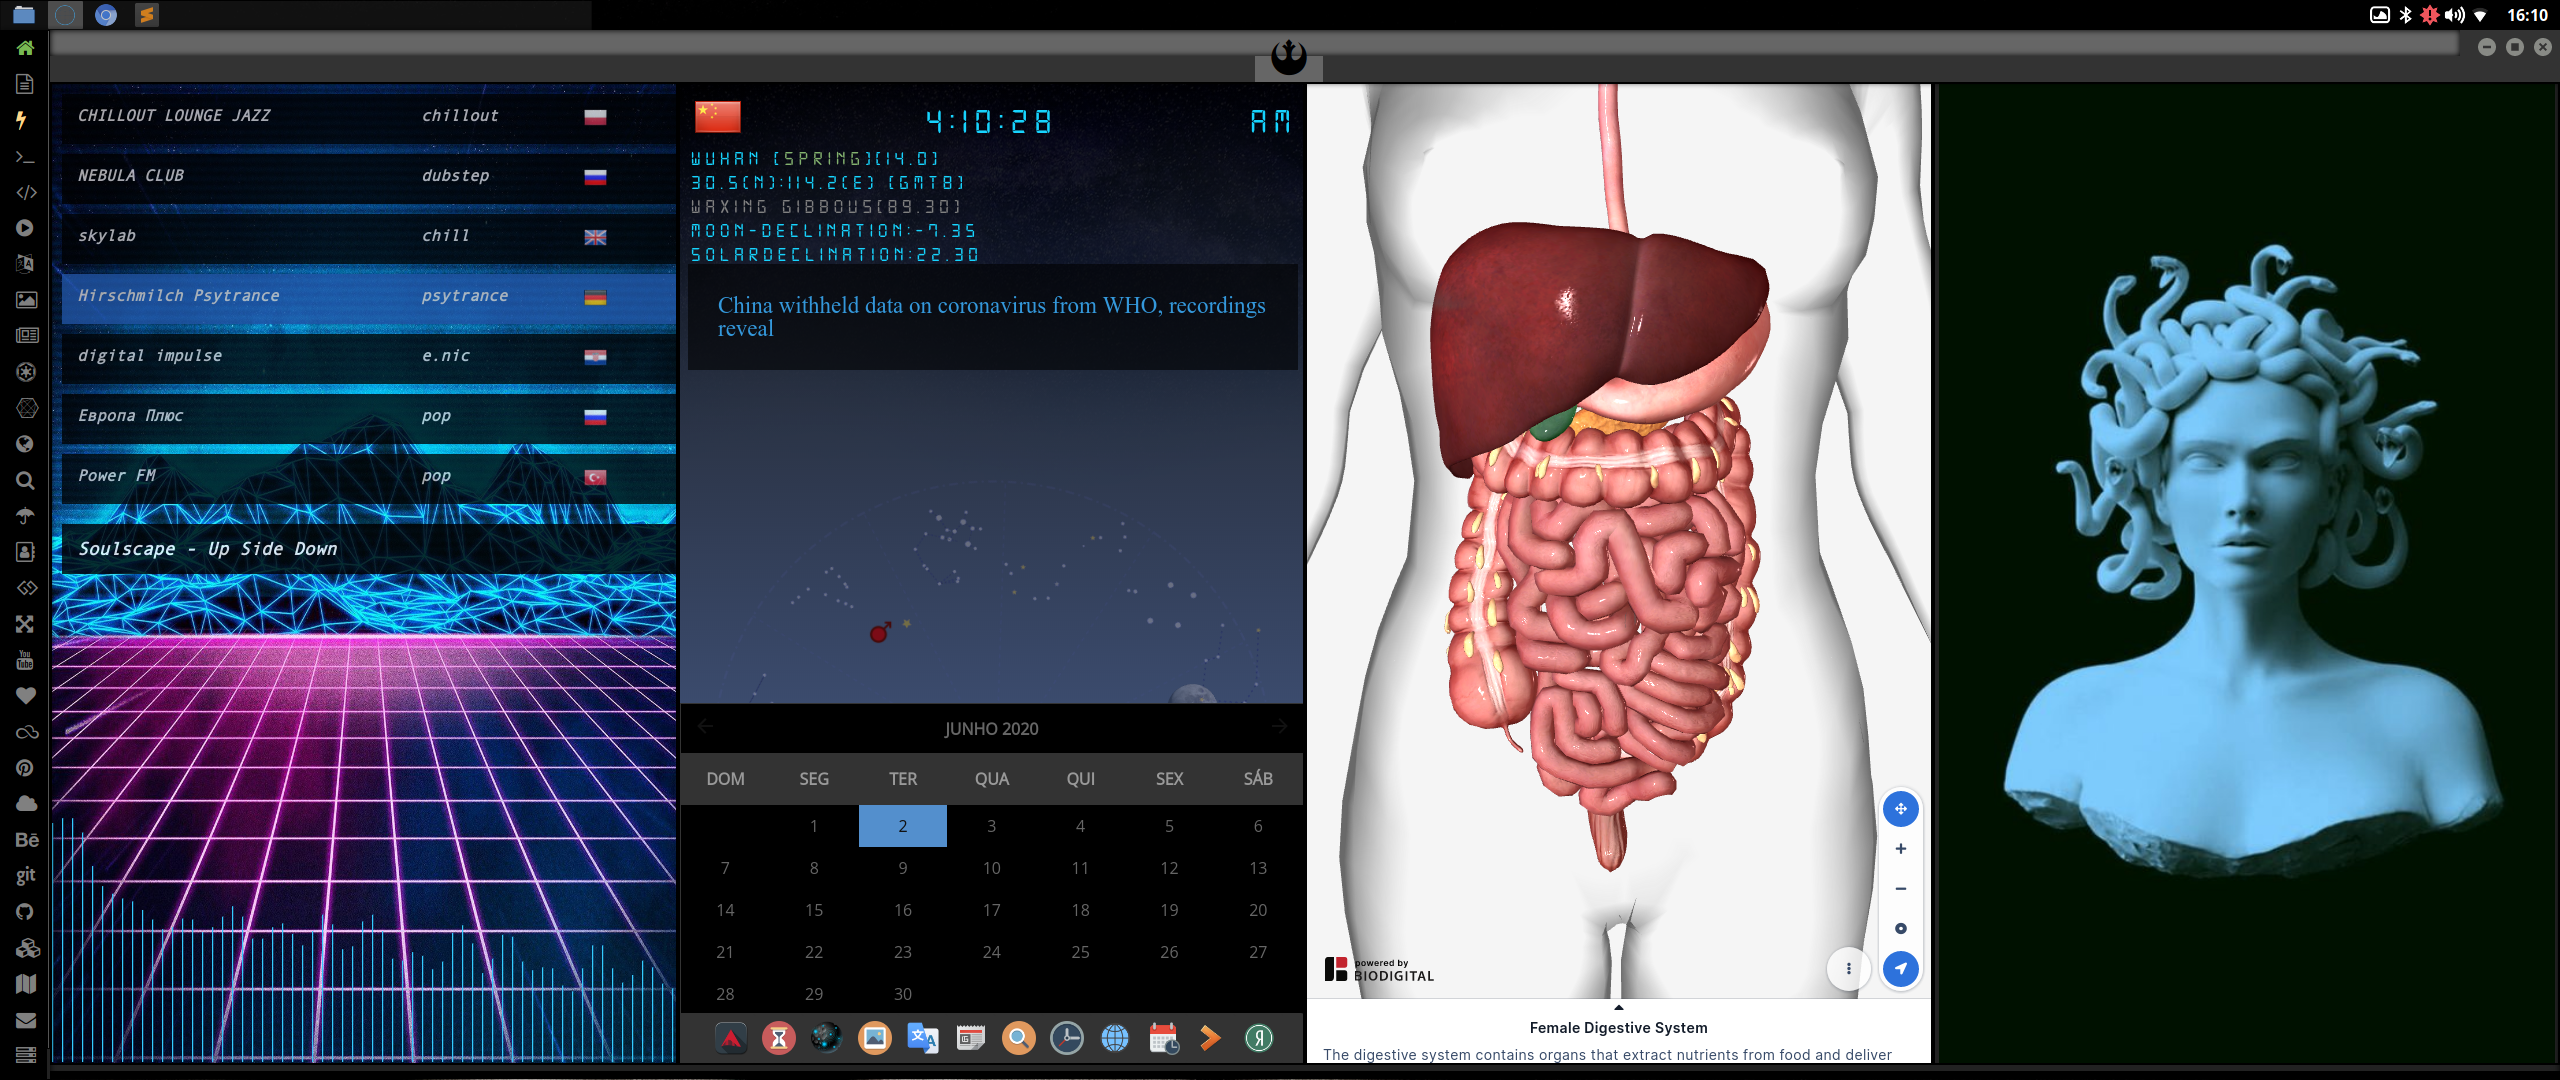 16:10
CHILLOUT LOUNGE JAZZ chillout
NEBULA CLUB dubstep
skylab chill
Hirschmilch Psytrance psytrance
digital impulse e.nic
Европа Плюс pop
Power FM pop
Soulscape - Up Side Down
You
Tube
Bē
git
4:10:28 AM
WUHAN [SPRING][14.0]
30.5(N):114.2(E) [GMT8]
WAXING GIBBOUS[89.30]
MOON-DECLINATION:-7.35
SOLARDECLINATION:22.30
China withheld data on coronavirus from WHO, recordings
reveal
JUNHO 2020
DOM SEG TER QUA QUI SEX SÁB
1 2 3 4 5 6
7 8 9 10 11 12 13
14 15 16 17 18 19 20
21 22 23 24 25 26 27
28 29 30
powered by
BIODIGITAL
Female Digestive System
The digestive system contains organs that extract nutrients from food and deliver